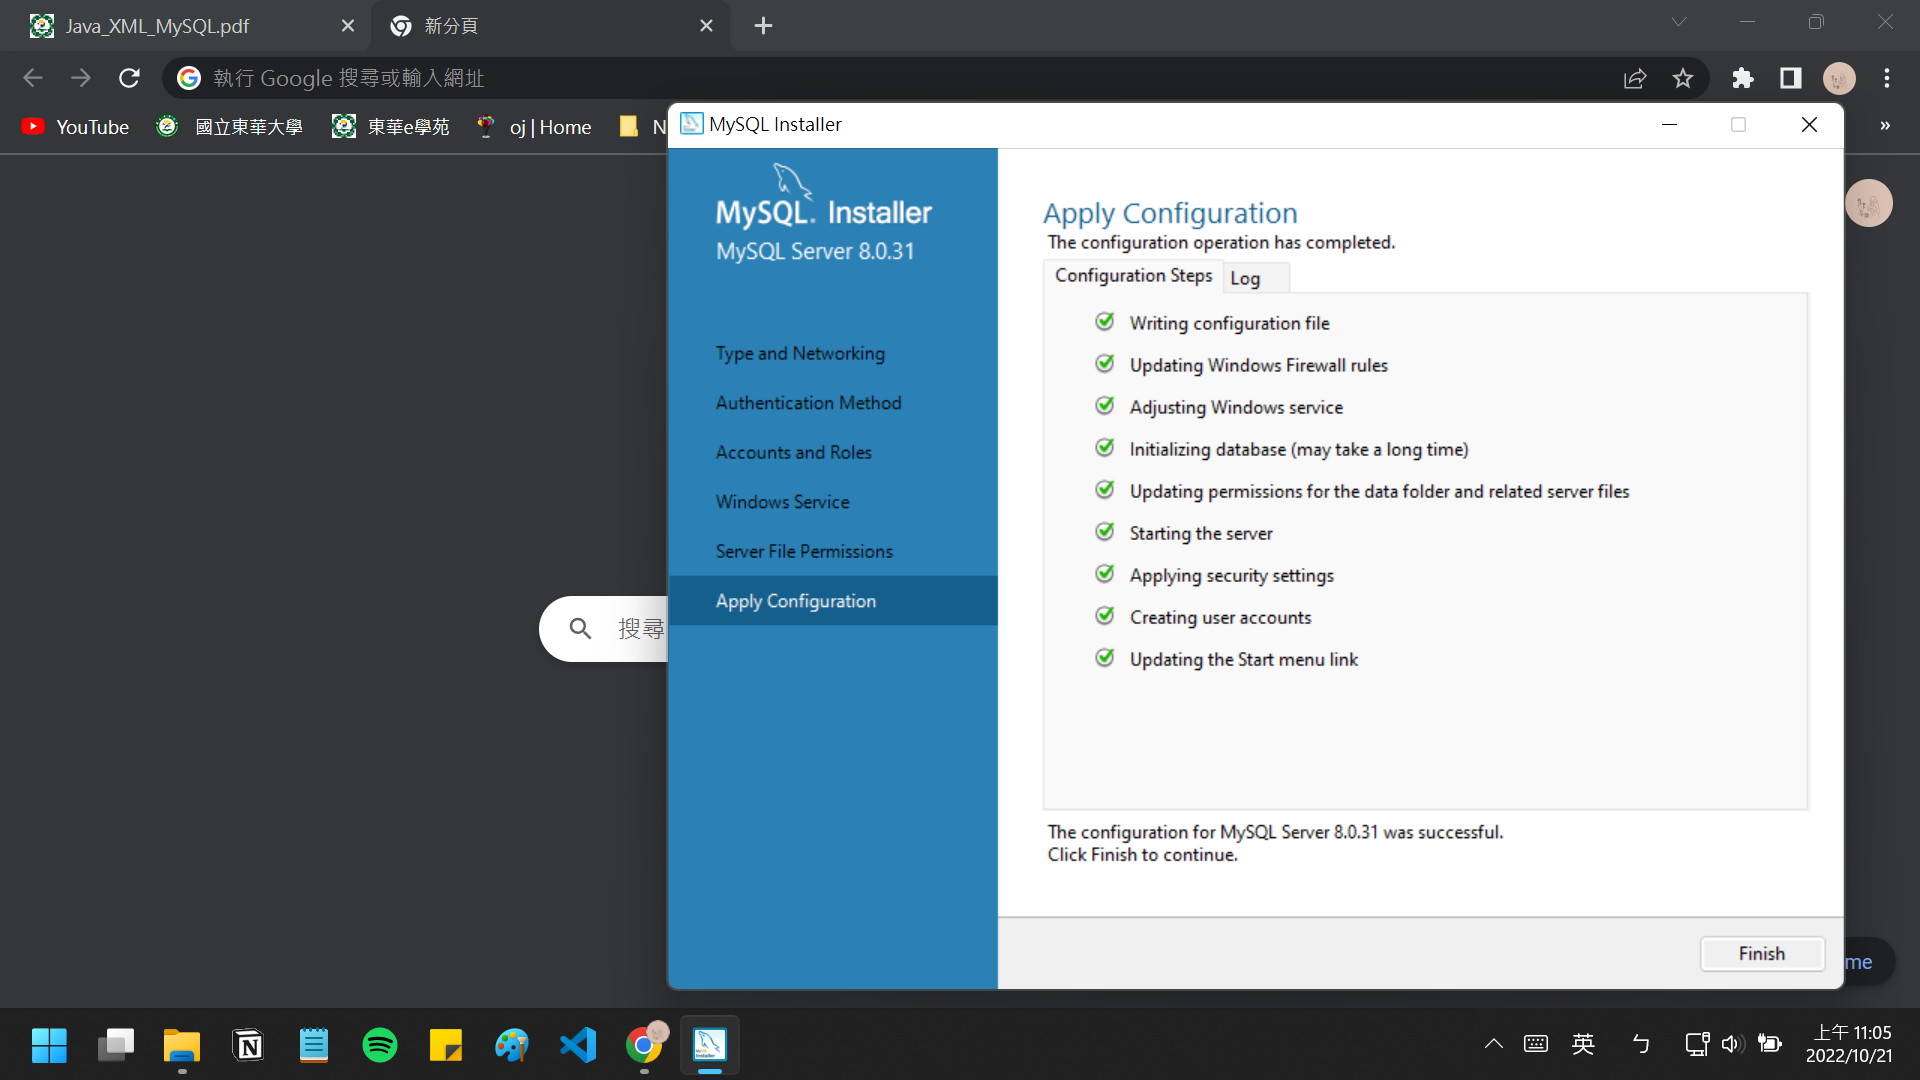 Java_XML_MySQL.pdf
新分頁
執行 Google 搜尋或輸入網址
YouTube
國立東華大學
東華e學苑
oj | Home
N
»
MySQL Installer
MySQL. Installer
MySQL Server 8.0.31
Type and Networking
Authentication Method
Accounts and Roles
Windows Service
Server File Permissions
Apply Configuration
Apply Configuration
The configuration operation has completed.
Configuration Steps
Log
Writing configuration file
Updating Windows Firewall rules
Adjusting Windows service
Initializing database (may take a long time)
Updating permissions for the data folder and related server files
Starting the server
Applying security settings
Creating user accounts
Updating the Start menu link
The configuration for MySQL Server 8.0.31 was successful.
Click Finish to continue.
Finish
搜尋
me
英
ㄅ
上午 11:05
2022/10/21